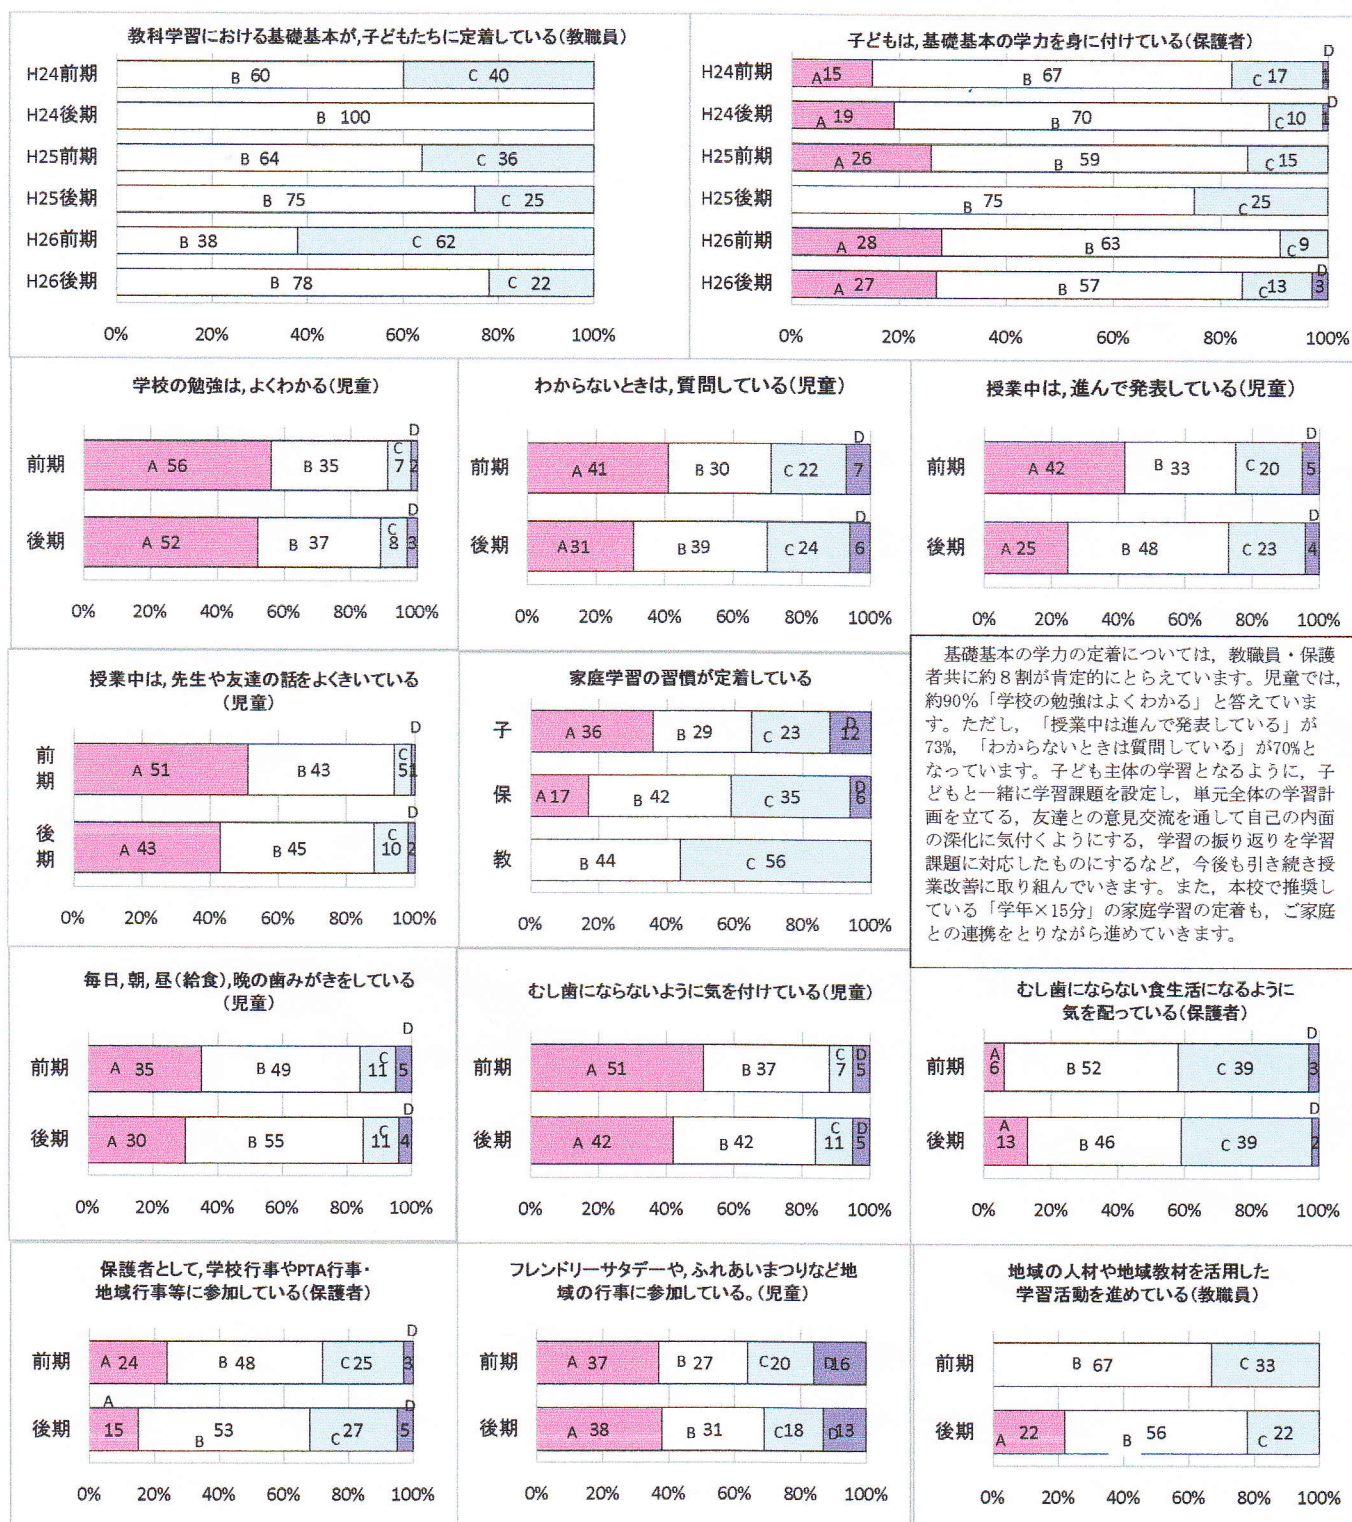 教科学習における基礎基本が,子どもたちに定着している(教職員)
H24前期 B 60 C 40
H24後期 B 100
H25前期 B 64 C 36
H25後期 B 75 C 25
H26前期 B 38 C 62
H26後期 B 78 C 22
0% 20% 40% 60% 80% 100%
子どもは,基礎基本の学力を身に付けている(保護者)
D
H24前期 A15 B 67 C 17 1
D
H24後期 A 19 B 70 C10 1
H25前期 A 26 B 59 C15
H25後期 B 75 C25
H26前期 A 28 B 63 C9
D
H26後期 A 27 B 57 C13 3
0% 20% 40% 60% 80% 100%
学校の勉強は,よくわかる(児童)
D
前期 A 56 B 35 C 7 2
D
後期 A 52 B 37 C 8 3
0% 20% 40% 60% 80% 100%
わからないときは,質問している(児童)
D
前期 A 41 B 30 C 22 7
D
後期 A31 B 39 C 24 6
0% 20% 40% 60% 80% 100%
授業中は,進んで発表している(児童)
D
前期 A 42 B 33 C 20 5
D
後期 A 25 B 48 C 23 4
0% 20% 40% 60% 80% 100%
授業中は,先生や友達の話をよくきいている
(児童)
D
前期 A 51 B 43 C 5 1
D
後期 A 43 B 45 C 10 2
0% 20% 40% 60% 80% 100%
家庭学習の習慣が定着している
子 A 36 B 29 C 23 D 12
保 A17 B 42 C 35 D 6
教 B 44 C 56
0% 20% 40% 60% 80% 100%
基礎基本の学力の定着については,教職員・保護
者共に約8割が肯定的にとらえています。児童では,
約90%「学校の勉強はよくわかる」と答えていま
す。ただし,「授業中は進んで発表している」が
73%,「わからないときは質問している」が70%と
なっています。子ども主体の学習となるように,子
どもと一緒に学習課題を設定し,単元全体の学習計
画を立てる,友達との意見交流を通して自己の内面
の深化に気付くようにする,学習の振り返りを学習
課題に対応したものにするなど,今後も引き続き授
業改善に取り組んでいきます。また,本校で推奨し
ている「学年×15分」の家庭学習の定着も,ご家庭
との連携をとりながら進めていきます。
毎日,朝,昼(給食),晩の歯みがきをしている
(児童)
D
前期 A 35 B 49 C 11 5
D
後期 A 30 B 55 C 11 4
0% 20% 40% 60% 80% 100%
むし歯にならないように気を付けている(児童)
前期 A 51 B 37 C 7 D 5
後期 A 42 B 42 C 11 D 5
0% 20% 40% 60% 80% 100%
むし歯にならない食生活になるように
気を配っている(保護者)
D
前期 A 6 B 52 C 39 3
D
後期 A 13 B 46 C 39 2
0% 20% 40% 60% 80% 100%
保護者として,学校行事やPTA行事・
地域行事等に参加している(保護者)
D
前期 A 24 B 48 C 25 3
A D
後期 15 B 53 C 27 5
0% 20% 40% 60% 80% 100%
フレンドリーサタデーや,ふれあいまつりなど地
域の行事に参加している。(児童)
前期 A 37 B 27 C20 D16
後期 A 38 B 31 C18 D13
0% 20% 40% 60% 80% 100%
地域の人材や地域教材を活用した
学習活動を進めている(教職員)
前期 B 67 C 33
後期 A 22 B 56 C 22
0% 20% 40% 60% 80% 100%